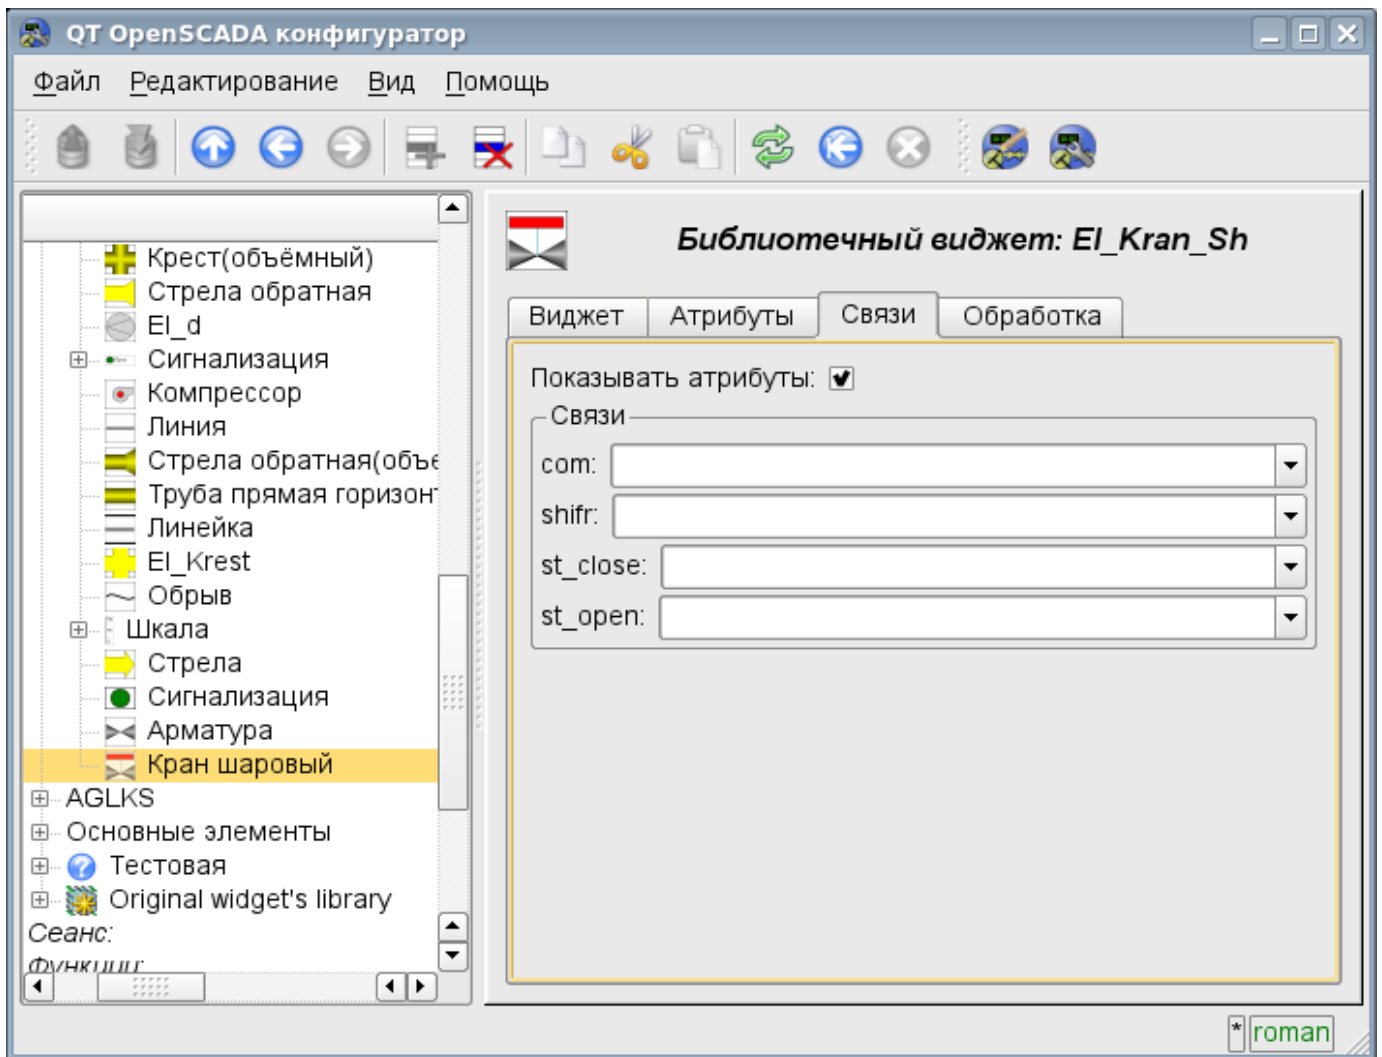 QT OpenSCADA конфигуратор
Файл Редактирование Вид Помощь
Крест(объёмный)
Стрела обратная
El_d
Сигнализация
Компрессор
Линия
Стрела обратная(объе
Труба прямая горизонт
Линейка
El_Krest
Обрыв
Шкала
Стрела
Сигнализация
Арматура
Кран шаровый
AGLKS
Основные элементы
Тестовая
Original widget's library
Сеанс:
Функции:
Библиотечный виджет: El_Kran_Sh
Виджет Атрибуты Связи Обработка
Показывать атрибуты:
Связи
com:
shifr:
st_close:
st_open:
* roman